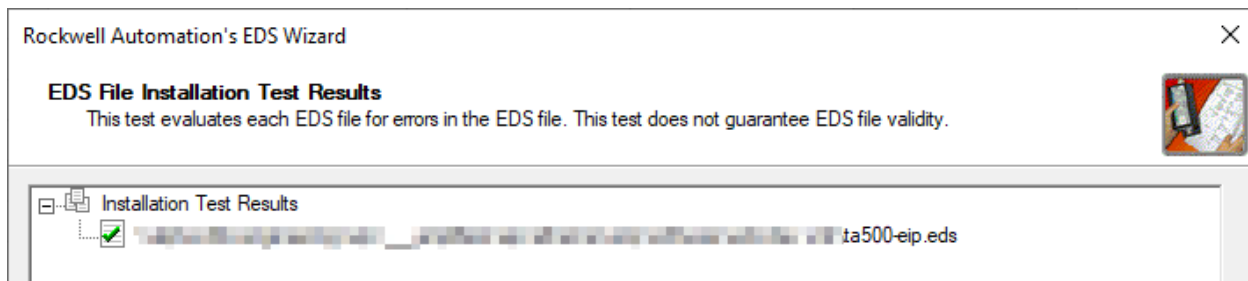 Rockwell Automation's EDS Wizard
EDS File Installation Test Results
This test evaluates each EDS file for errors in the EDS file. This test does not guarantee EDS file validity.
Installation Test Results
ta500-eip.eds